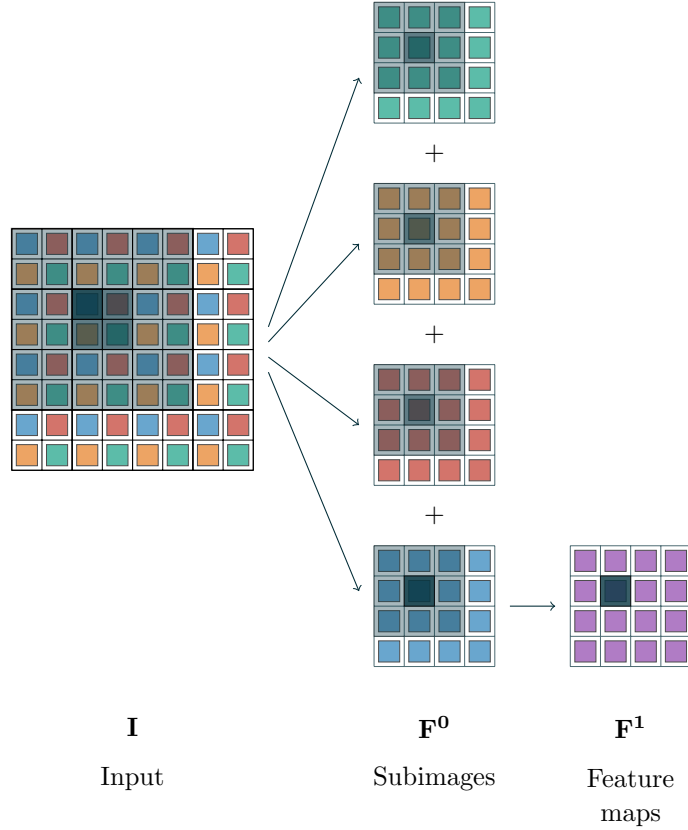 +
+
+
I F⁰ F¹
Input Subimages Feature
maps